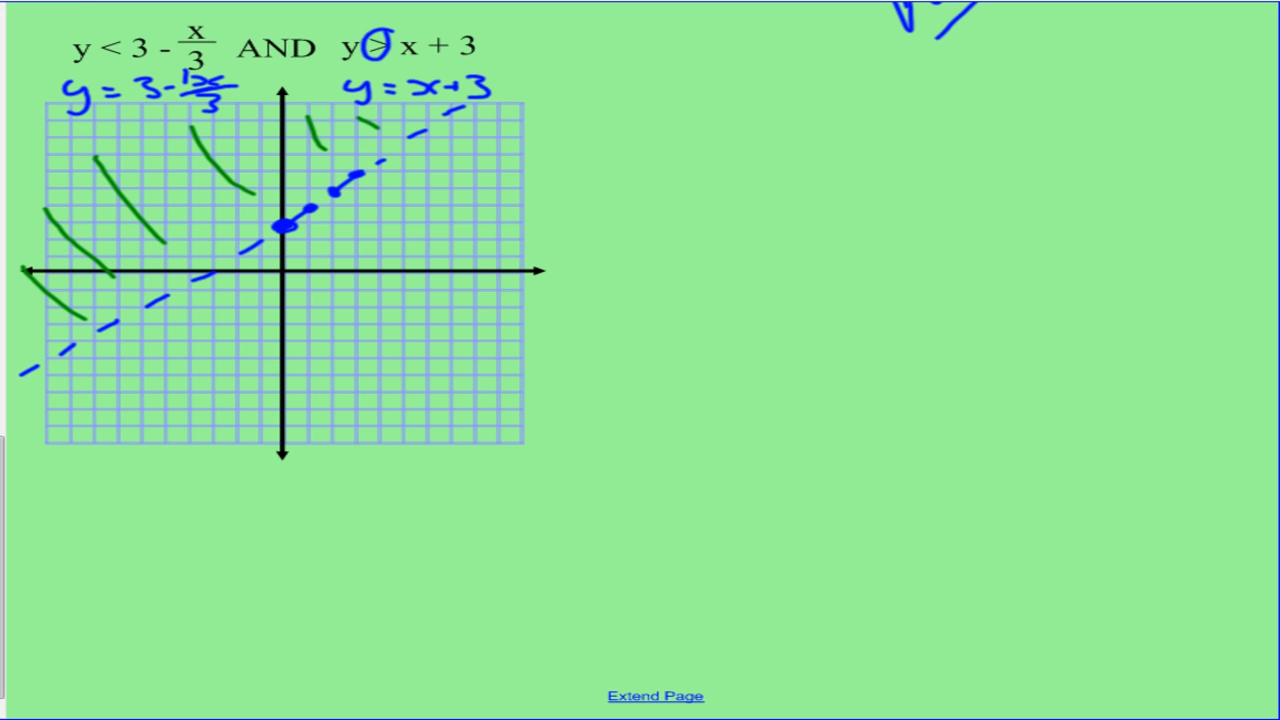 y < 3 - x/3 AND y > x + 3
y = 3 - 1x/3 y = x + 3
Extend Page